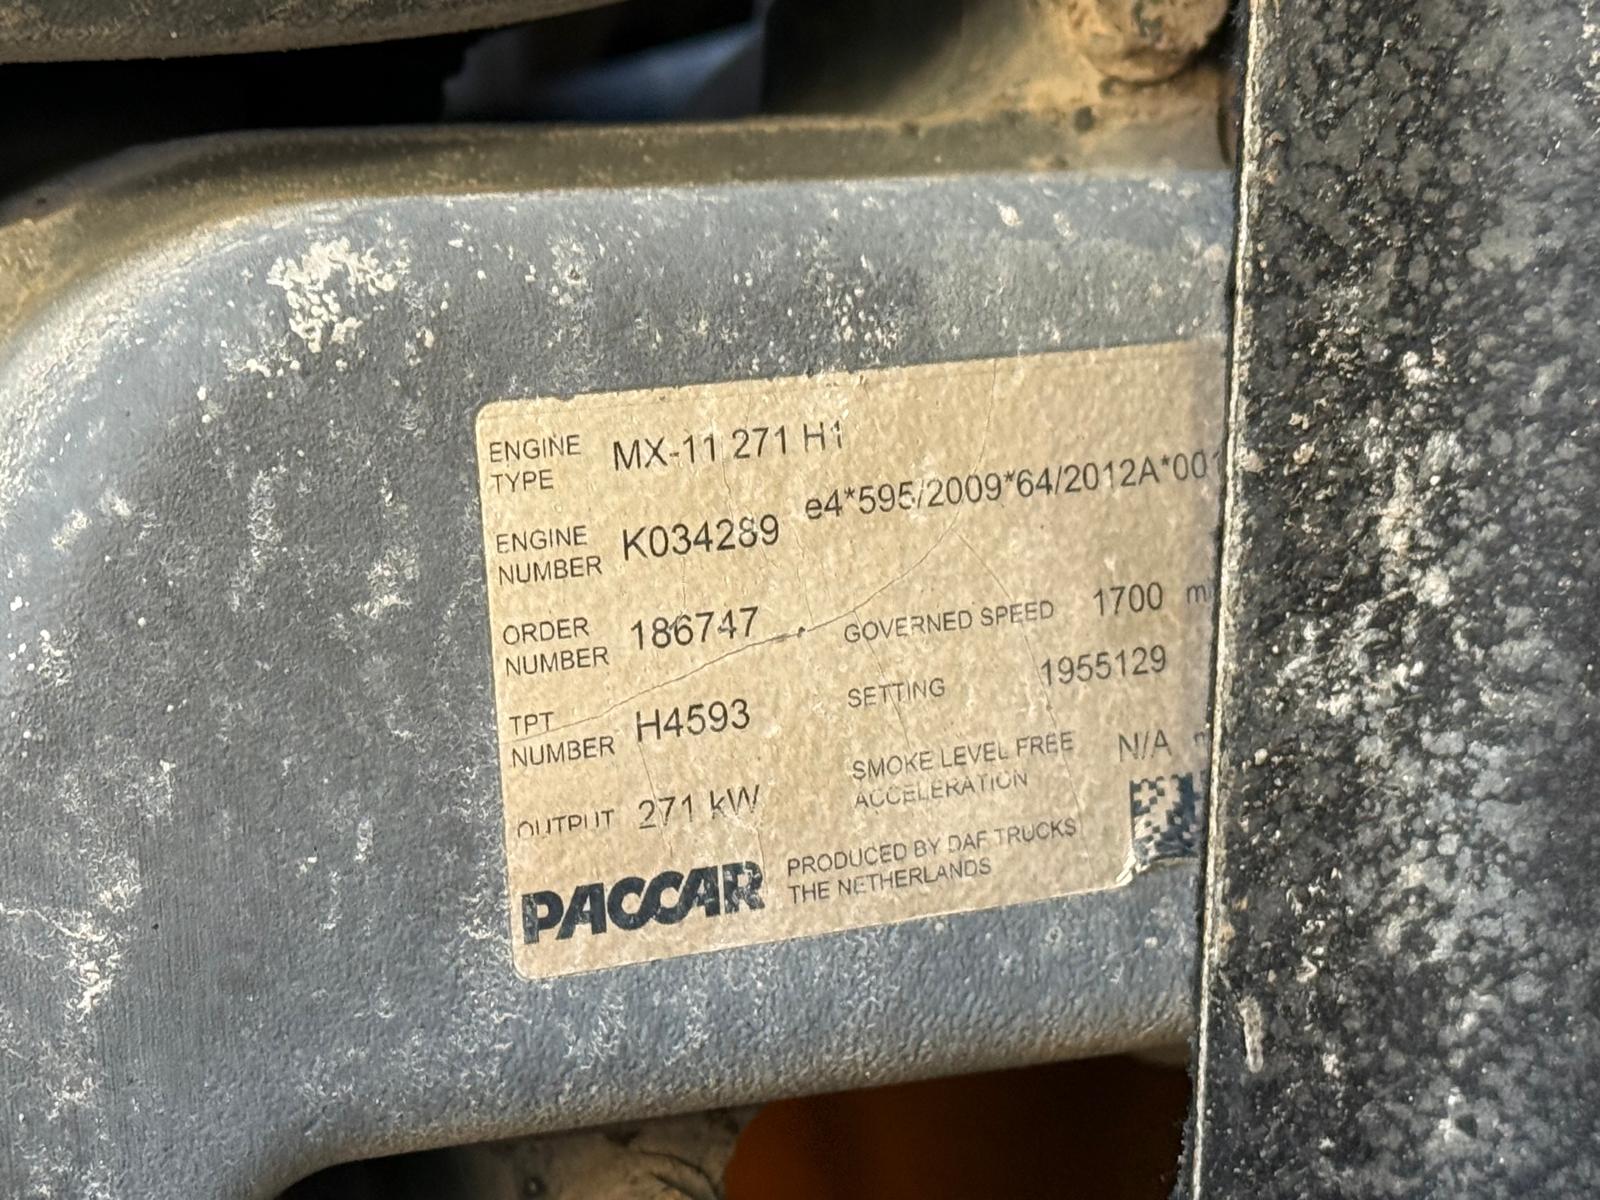 ENGINE TYPE MX-11 271 H1
ENGINE NUMBER K034289 e4*595/2009*64/2012A*001
ORDER NUMBER 186747 GOVERNED SPEED 1700
TPT NUMBER H4593 SETTING 1955129
OUTPUT 271 kW SMOKE LEVEL FREE ACCELERATION N/A
PACCAR PRODUCED BY DAF TRUCKS
THE NETHERLANDS